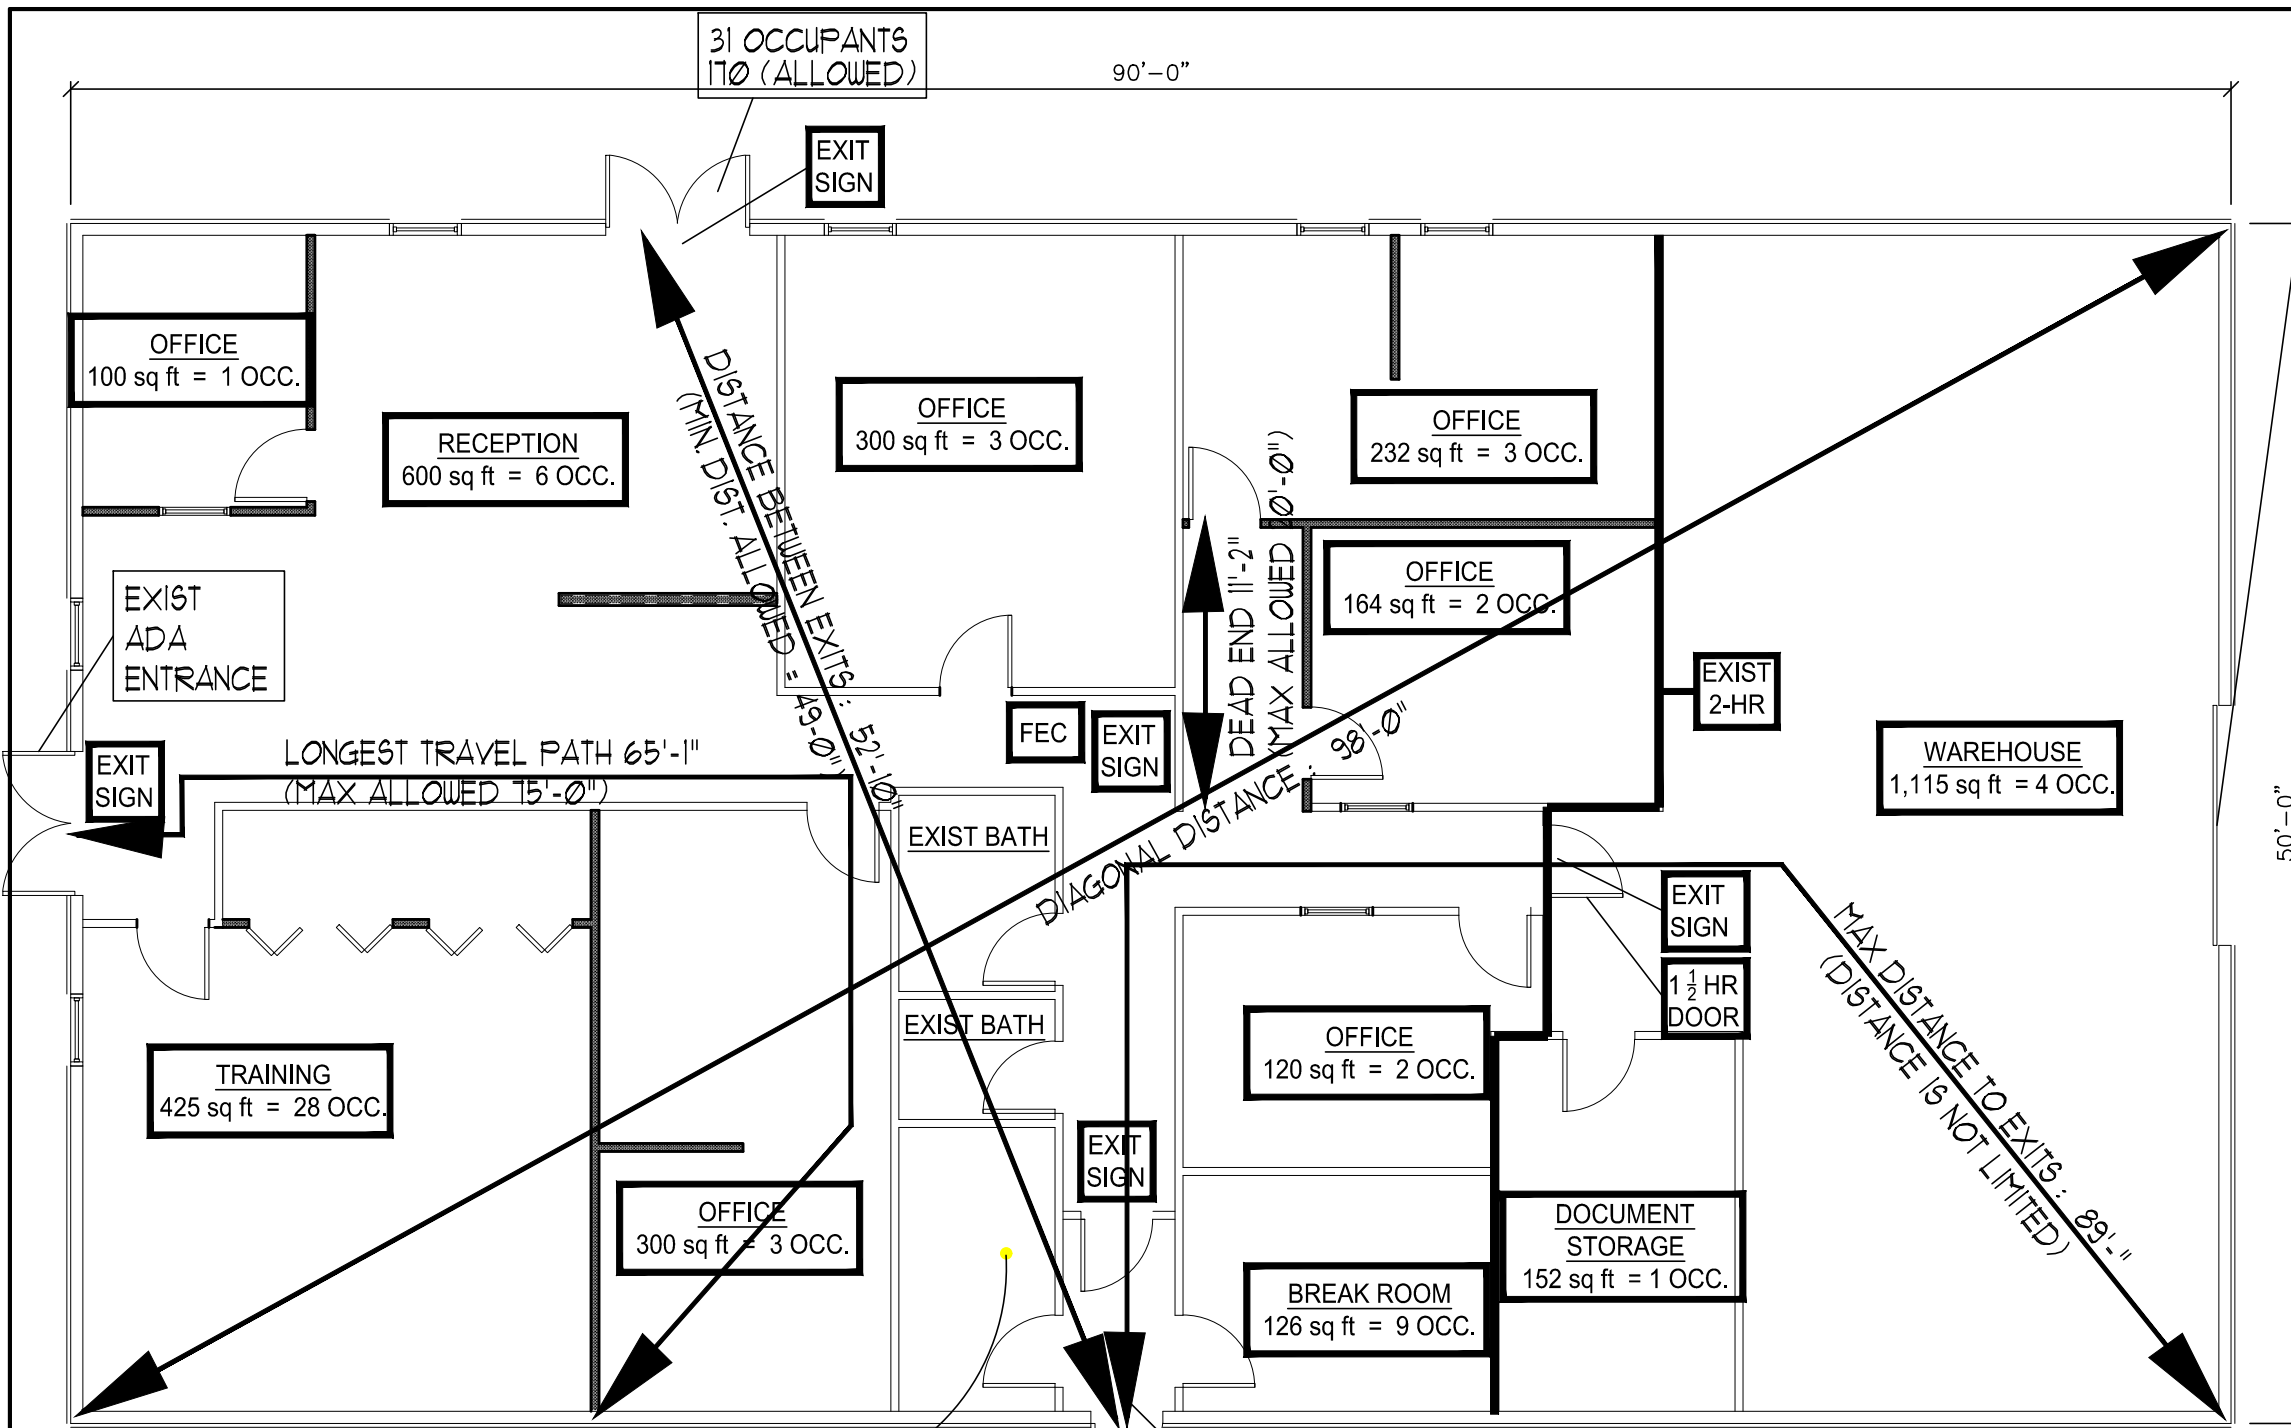 31 OCCUPANTS
170 (ALLOWED)
90'-0"
EXIT
SIGN
OFFICE
100 sq ft = 1 OCC.
RECEPTION
600 sq ft = 6 OCC.
DISTANCE BETWEEN EXITS : 52'-10"
(MIN. DIST. ALLOWED = 49'-0")
OFFICE
300 sq ft = 3 OCC.
OFFICE
232 sq ft = 3 OCC.
OFFICE
164 sq ft = 2 OCC.
DEAD END 11'-2"
(MAX ALLOWED 20'-0")
EXIST
ADA
ENTRANCE
EXIST
2-HR
FEC
EXIT
SIGN
EXIT
SIGN
LONGEST TRAVEL PATH 65'-1"
(MAX ALLOWED 75'-0")
DIAGONAL DISTANCE : 98'-0"
WAREHOUSE
1,115 sq ft = 4 OCC.
50'-0"
EXIST BATH
EXIT
SIGN
1 1/2 HR
DOOR
MAX DISTANCE TO EXITS : 89'-"
(DISTANCE IS NOT LIMITED)
EXIST BATH
OFFICE
120 sq ft = 2 OCC.
TRAINING
425 sq ft = 28 OCC.
EXIT
SIGN
OFFICE
300 sq ft = 3 OCC.
DOCUMENT
STORAGE
152 sq ft = 1 OCC.
BREAK ROOM
126 sq ft = 9 OCC.